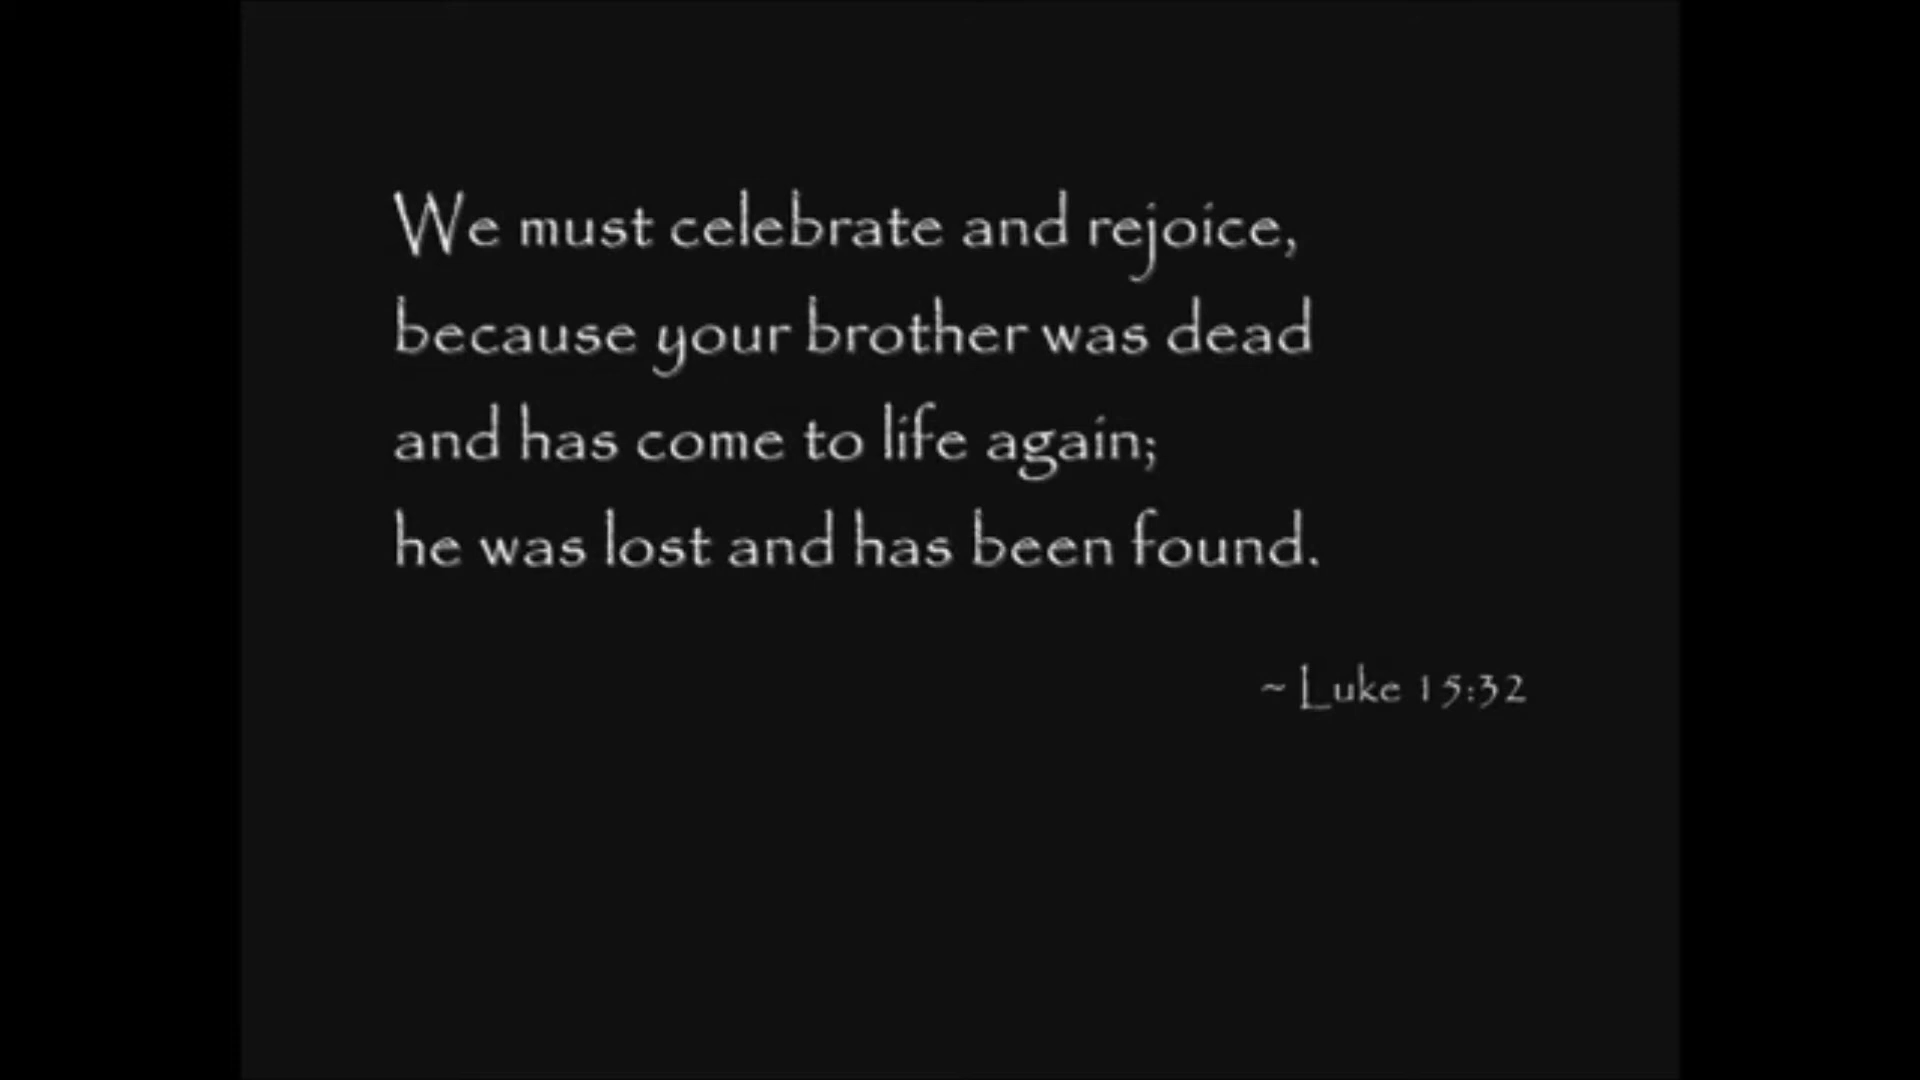 We must celebrate and rejoice,
because your brother was dead
and has come to life again;
he was lost and has been found.
~ Luke 15:32